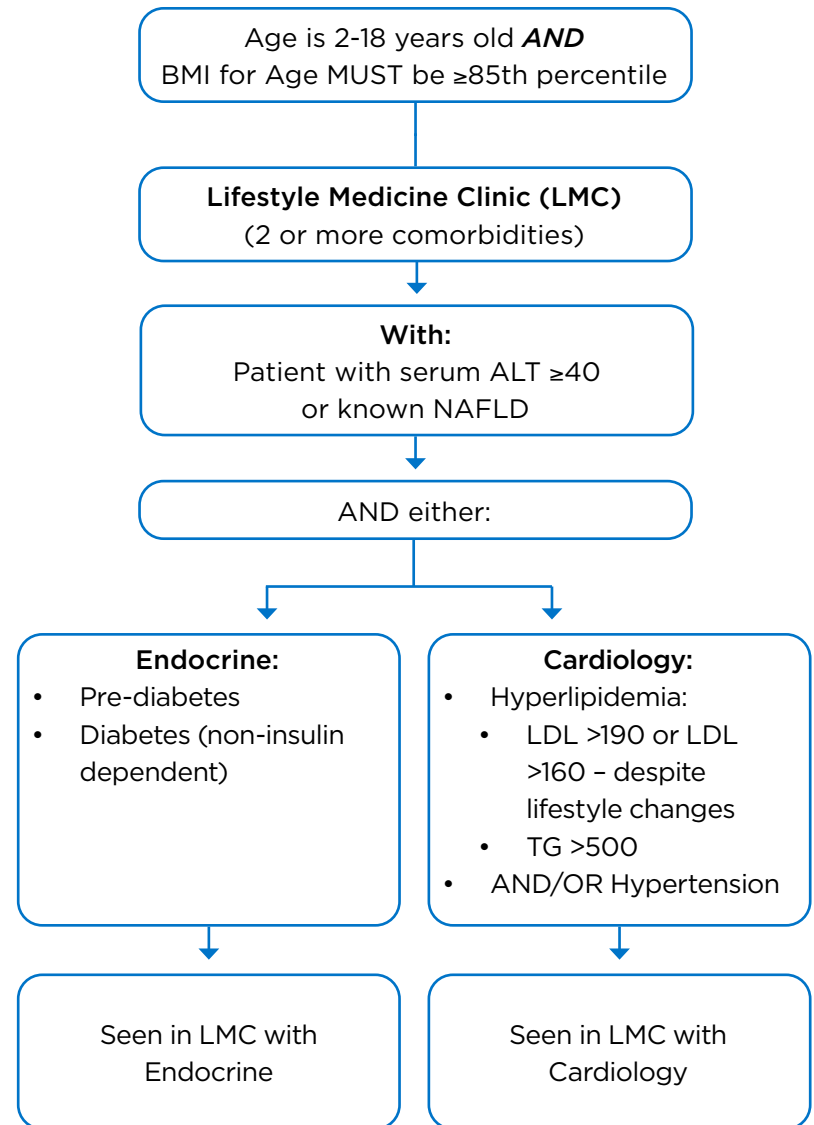 Age is 2-18 years old AND
BMI for Age MUST be ≥85th percentile
Lifestyle Medicine Clinic (LMC)
(2 or more comorbidities)
With:
Patient with serum ALT ≥40
or known NAFLD
AND either:
Endocrine:
• Pre-diabetes
• Diabetes (non-insulin
dependent)
Cardiology:
• Hyperlipidemia:
• LDL >190 or LDL
>160 – despite
lifestyle changes
• TG >500
• AND/OR Hypertension
Seen in LMC with
Endocrine
Seen in LMC with
Cardiology